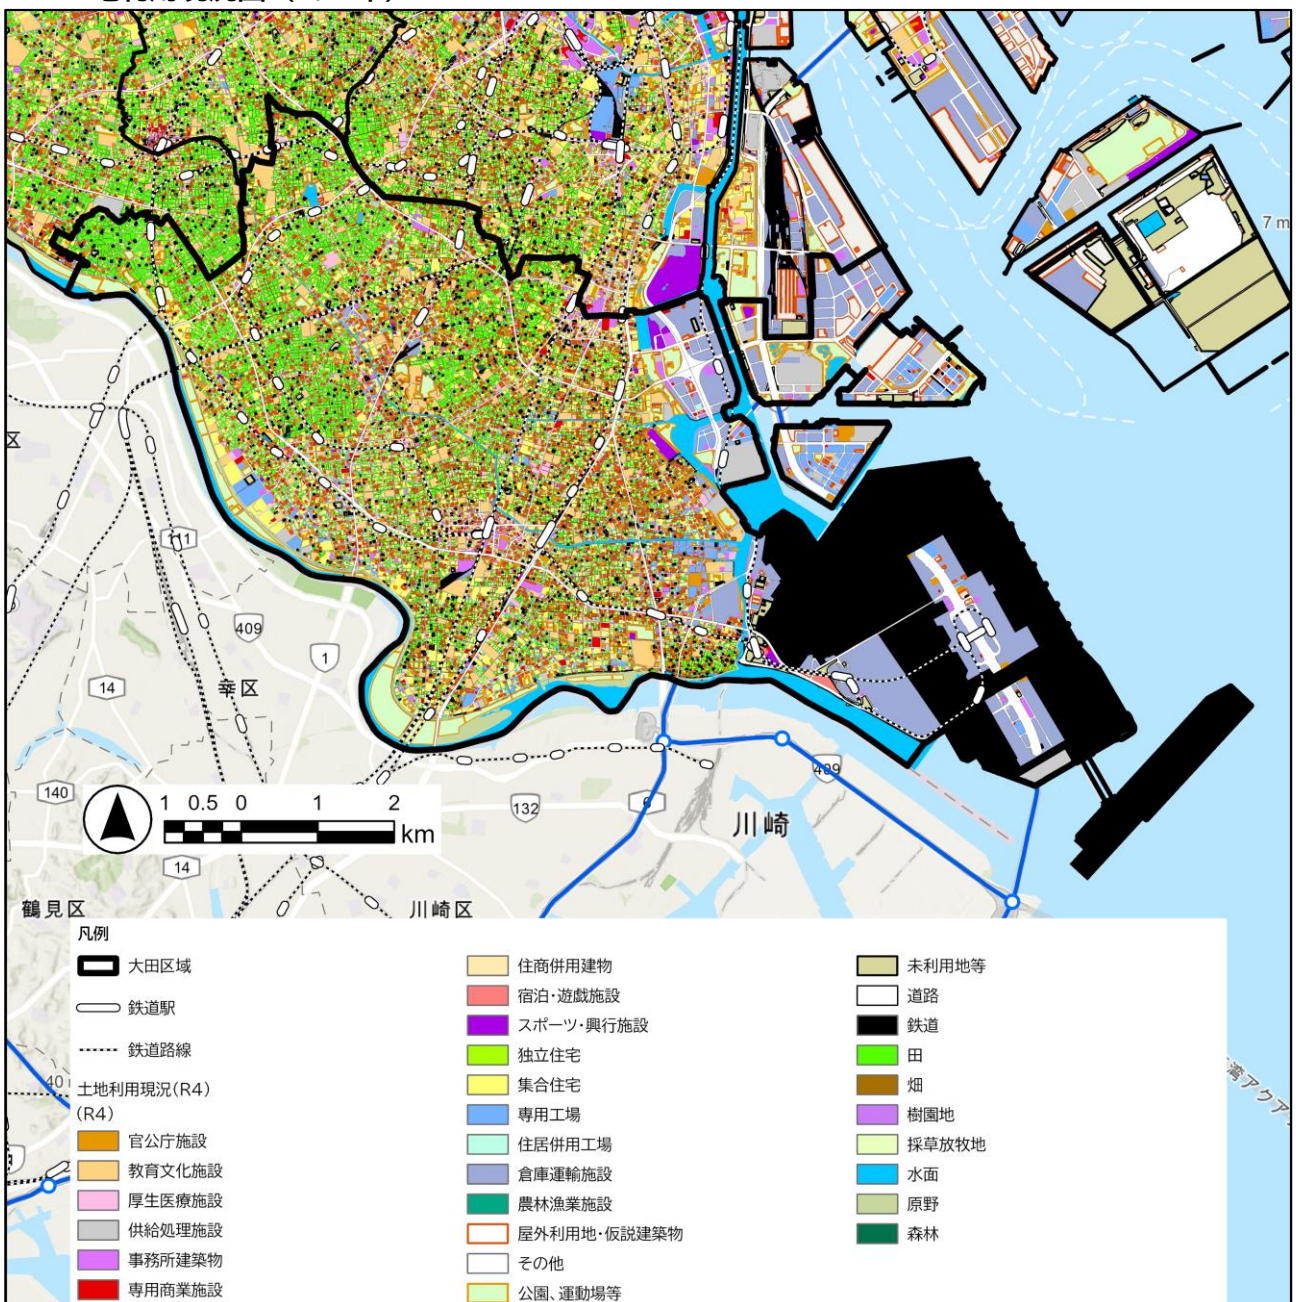 7 m
区
111
409
1
14
幸区
140
132
6
409
川崎
1 0.5 0 1 2
km
14
鶴見区
川崎区
凡例
大田区域
鉄道駅
鉄道路線
40
土地利用現況(R4)
(R4)
官公庁施設
教育文化施設
厚生医療施設
供給処理施設
事務所建築物
専用商業施設
住商併用建物
宿泊・遊戯施設
スポーツ・興行施設
独立住宅
集合住宅
専用工場
住居併用工場
倉庫運輸施設
農林漁業施設
屋外利用地・仮説建築物
その他
公園、運動場等
未利用地等
道路
鉄道
田
畑
樹園地
採草放牧地
水面
原野
森林
湾アクア